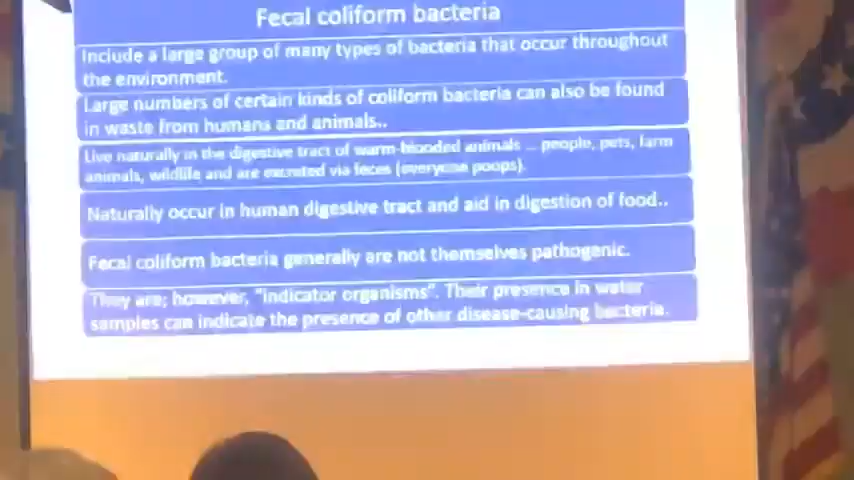 Fecal coliform bacteria
Include a large group of many types of bacteria that occur throughout
the environment.
Large numbers of certain kinds of coliform bacteria can also be found
in waste from humans and animals..
Live naturally in the digestive tract of warm-blooded animals ... people, pets, farm
animals, wildlife and are excreted via feces (everyone poops).
Naturally occur in human digestive tract and aid in digestion of food..
Fecal coliform bacteria generally are not themselves pathogenic.
They are; however, "indicator organisms". Their presence in water
samples can indicate the presence of other disease-causing bacteria.